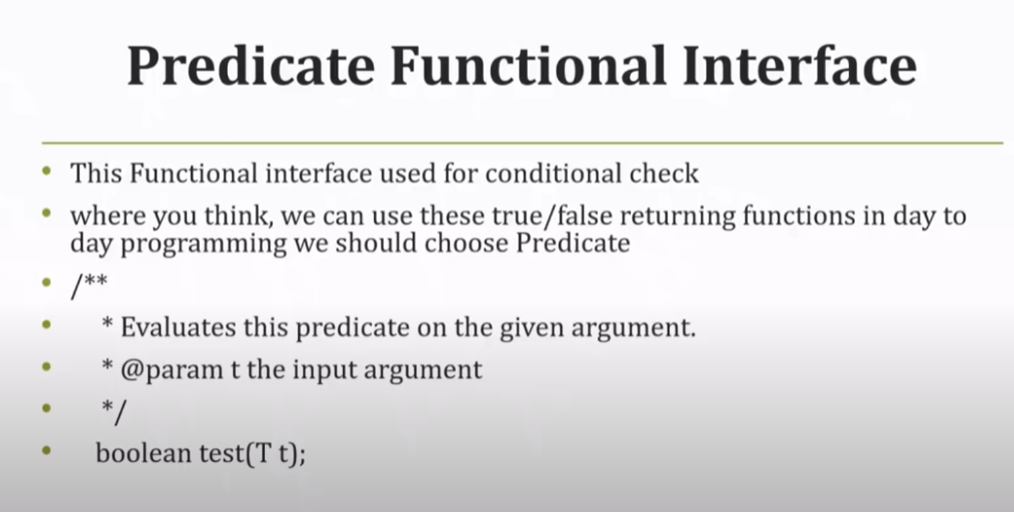 Predicate Functional Interface
• This Functional interface used for conditional check
• where you think, we can use these true/false returning functions in day to
day programming we should choose Predicate
• /**
• * Evaluates this predicate on the given argument.
• * @param t the input argument
• */
• boolean test(T t);